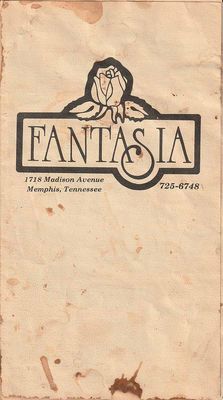 FANTASIA
1718 Madison Avenue
Memphis, Tennessee
725-6748